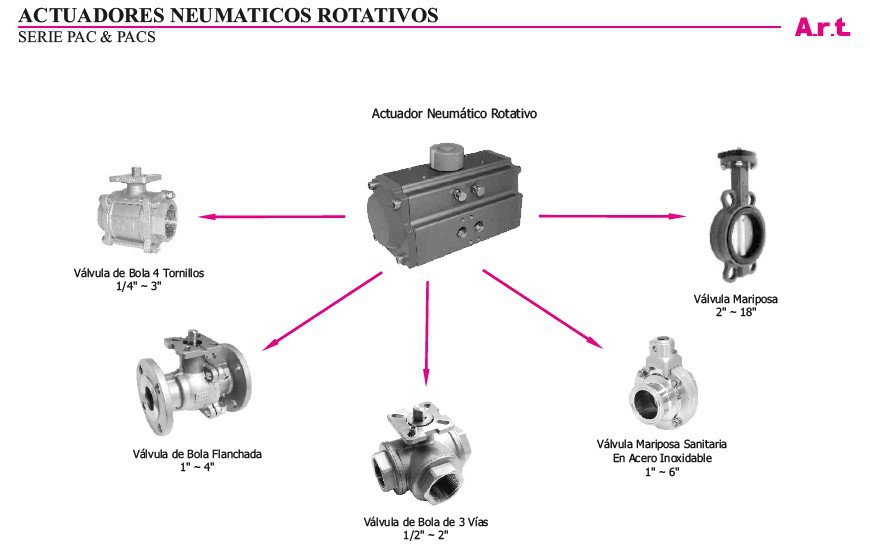 ACTUADORES NEUMATICOS ROTATIVOS
SERIE PAC & PACS
A.r.t.
Actuador Neumático Rotativo
Válvula de Bola 4 Tornillos
1/4" ~ 3"
Válvula Mariposa
2" ~ 18"
Válvula de Bola Flanchada
1" ~ 4"
Válvula Mariposa Sanitaria
En Acero Inoxidable
1" ~ 6"
Válvula de Bola de 3 Vías
1/2" ~ 2"